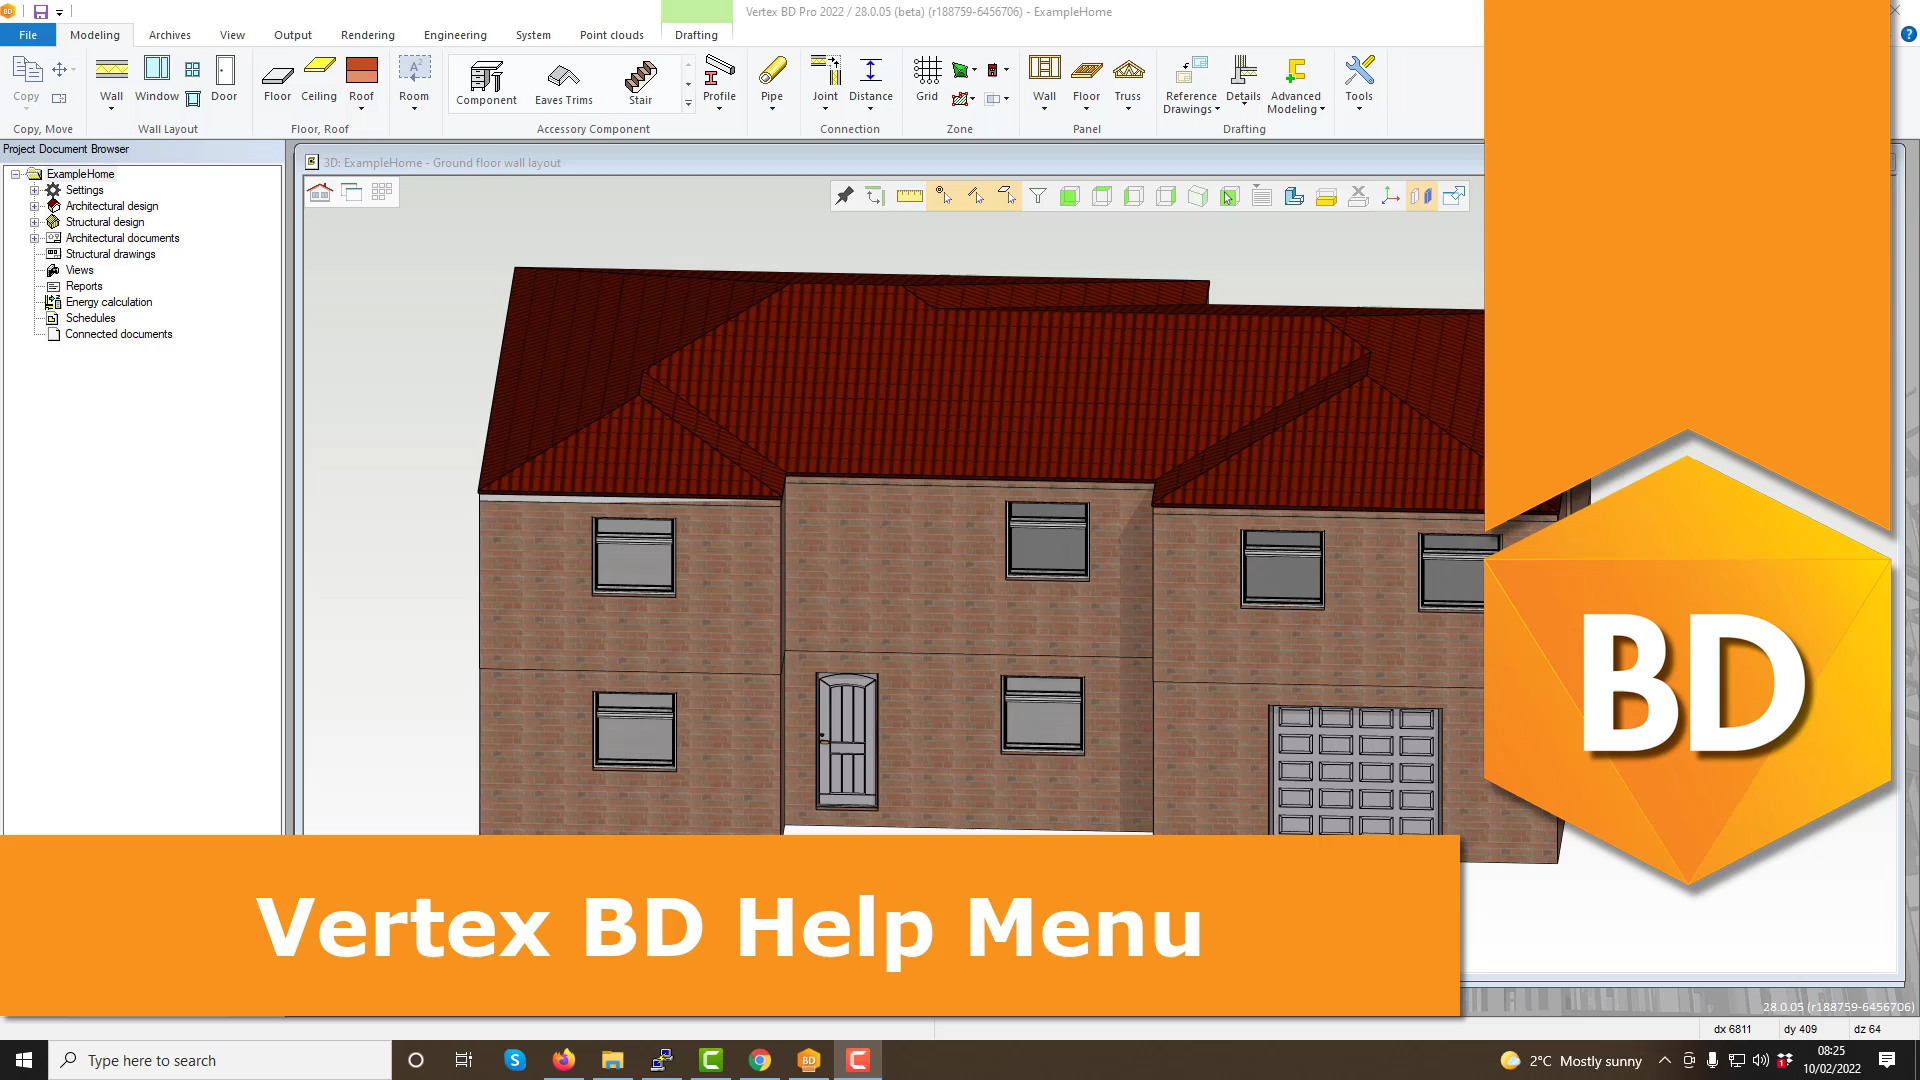 BD
Vertex BD Pro 2022 / 28.0.05 (beta) (r188759-6456706) - ExampleHome
File Modeling Archives View Output Rendering Engineering System Point clouds Drafting
Copy Wall Window Door Floor Ceiling Roof Room Component Eaves Trims Stair Profile Pipe Joint Distance Grid Wall Floor Truss Reference Drawings Details Advanced Modeling Tools
Copy, Move Wall Layout Floor, Roof Accessory Component Connection Zone Panel Drafting
Project Document Browser
3D: ExampleHome - Ground floor wall layout
ExampleHome
Settings
Architectural design
Structural design
Architectural documents
Structural drawings
Views
Reports
Energy calculation
Schedules
Connected documents
BD
Vertex BD Help Menu
28.0.05 (r188759-6456706)
dx 6811 dy 409 dz 64
Type here to search
2°C Mostly sunny
08:25
10/02/2022